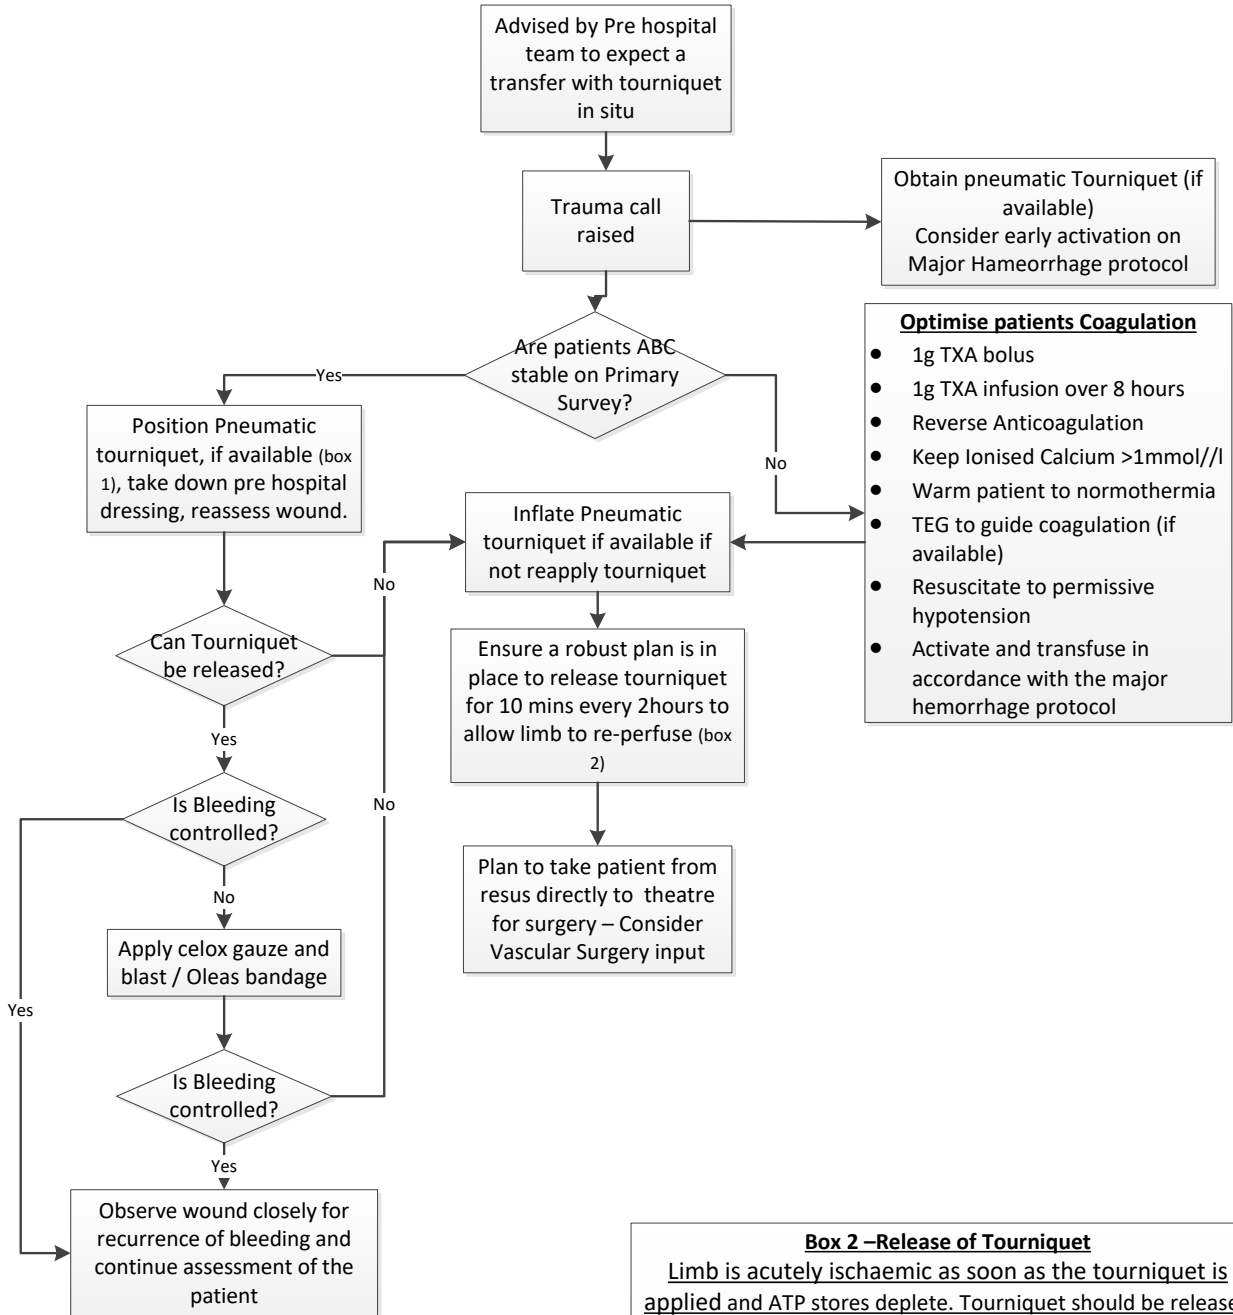 Advised by Pre hospital
team to expect a
transfer with tourniquet
in situ
Trauma call
raised
Obtain pneumatic Tourniquet (if
available)
Consider early activation on
Major Hameorrhage protocol
Are patients ABC
stable on Primary
Survey?
Yes
No
Optimise patients Coagulation
● 1g TXA bolus
● 1g TXA infusion over 8 hours
● Reverse Anticoagulation
● Keep Ionised Calcium >1mmol//l
● Warm patient to normothermia
● TEG to guide coagulation (if
available)
● Resuscitate to permissive
hypotension
● Activate and transfuse in
accordance with the major
hemorrhage protocol
Position Pneumatic
tourniquet, if available (box
1), take down pre hospital
dressing, reassess wound.
Inflate Pneumatic
tourniquet if available if
not reapply tourniquet
No
Can Tourniquet
be released?
Ensure a robust plan is in
place to release tourniquet
for 10 mins every 2hours to
allow limb to re-perfuse (box
2)
Yes
Is Bleeding
controlled?
No
Plan to take patient from
resus directly to theatre
for surgery – Consider
Vascular Surgery input
No
Apply celox gauze and
blast / Oleas bandage
Yes
Is Bleeding
controlled?
Yes
Observe wound closely for
recurrence of bleeding and
continue assessment of the
patient
Box 2 –Release of Tourniquet
Limb is acutely ischaemic as soon as the tourniquet is
applied and ATP stores deplete. Tourniquet should be release